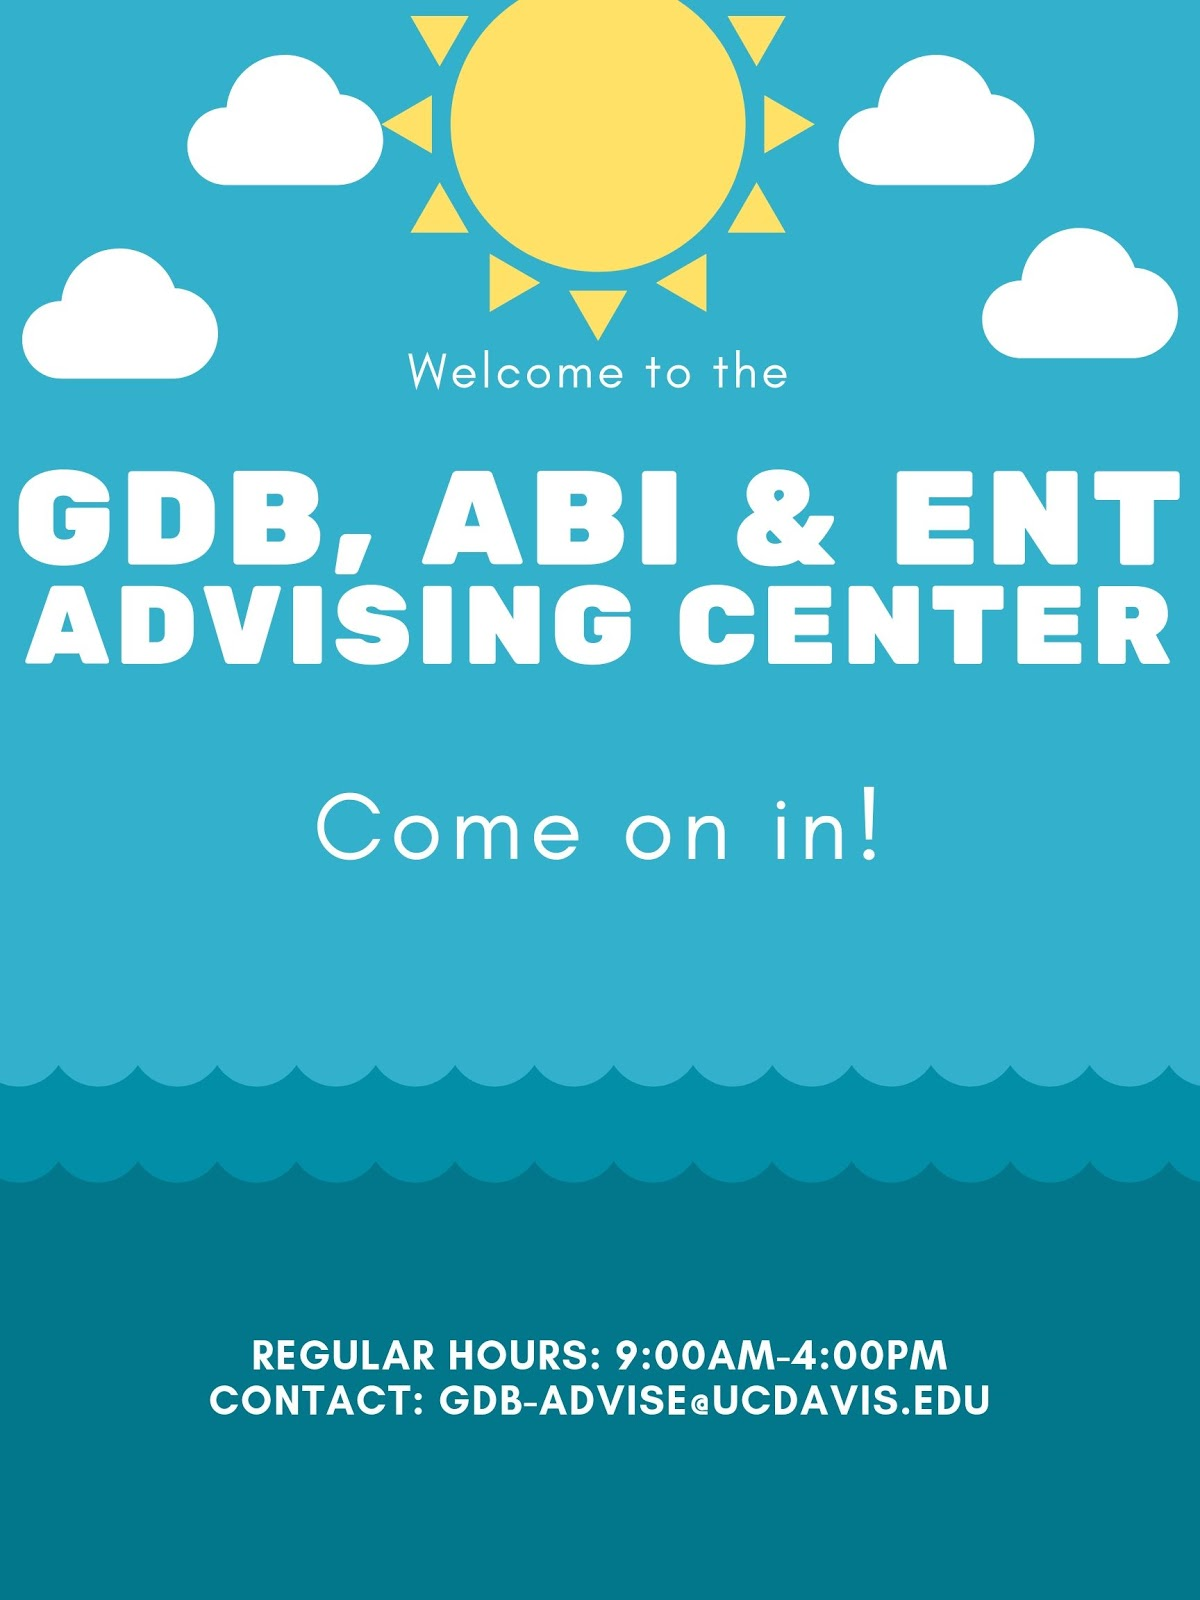 Welcome to the
GDB, ABI & ENT
ADVISING CENTER
Come on in!
REGULAR HOURS: 9:00AM-4:00PM
CONTACT: GDB-ADVISE@UCDAVIS.EDU